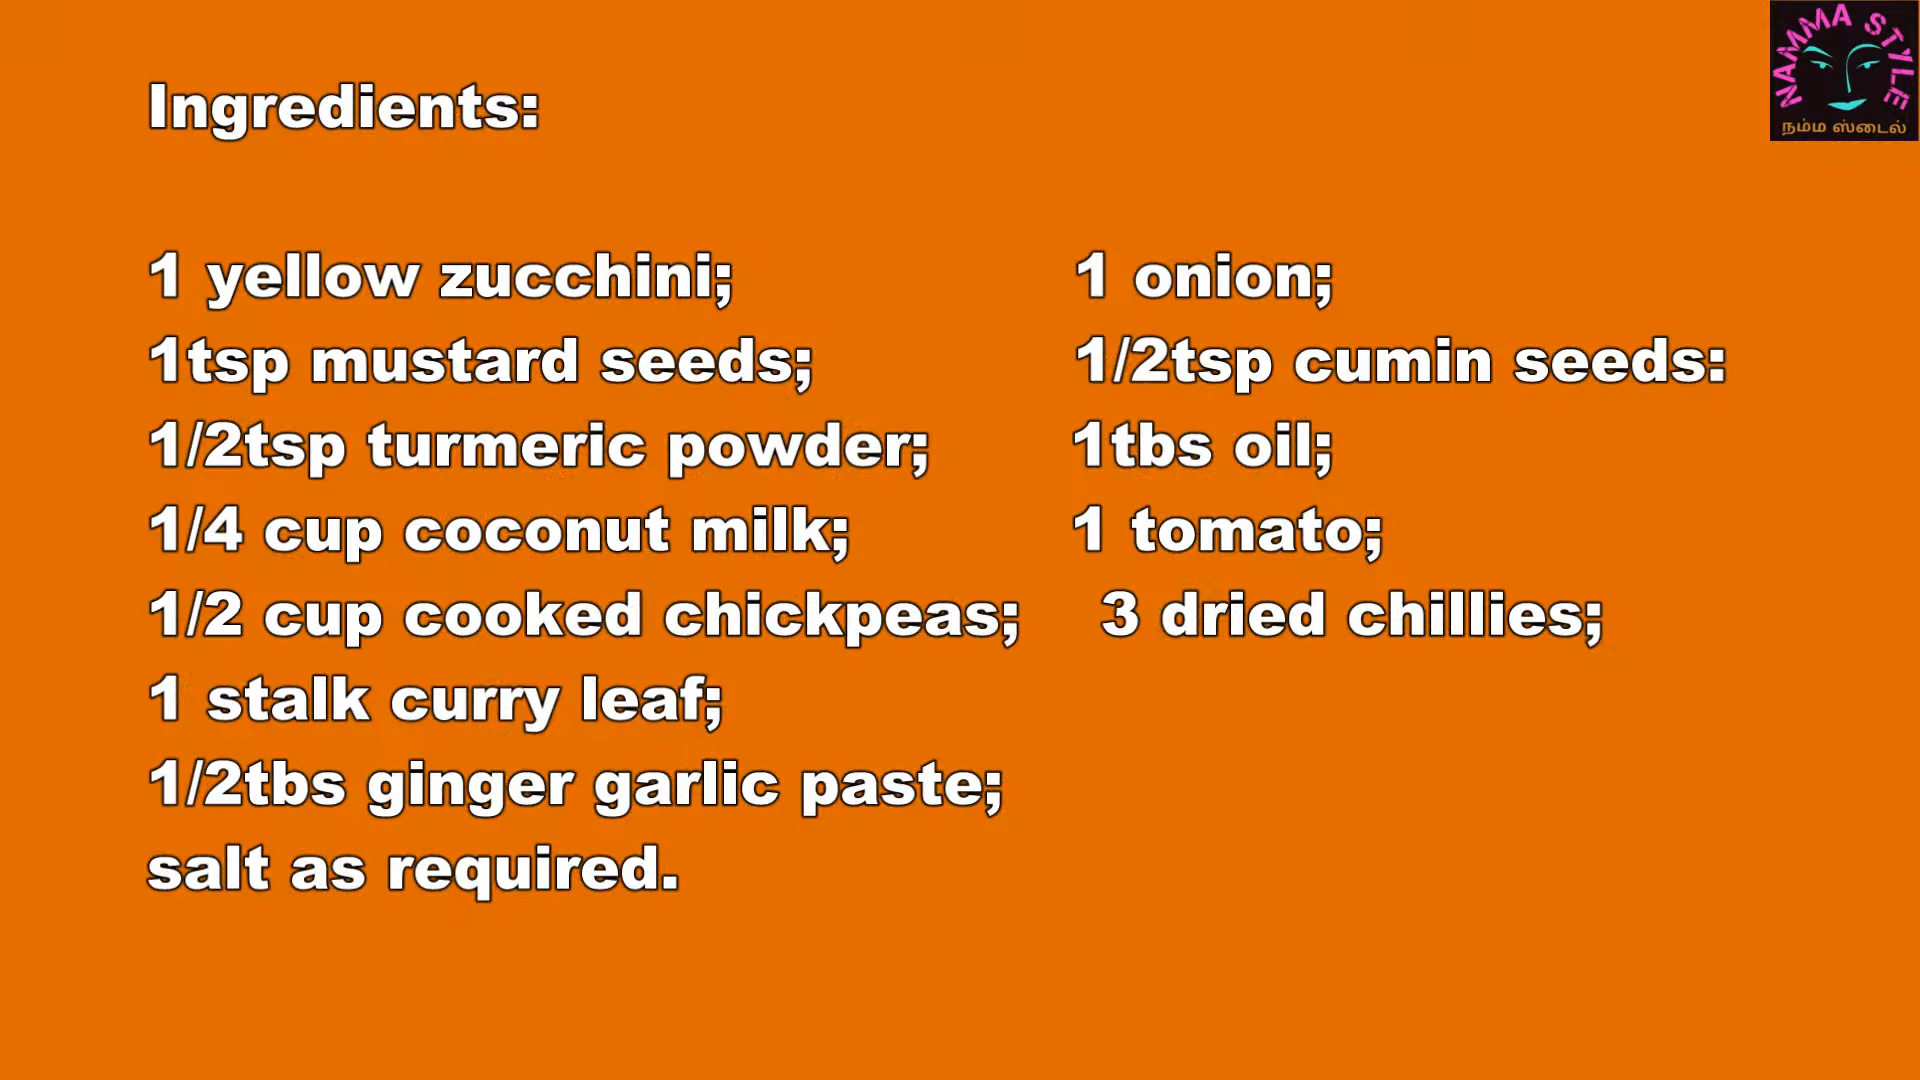 NAMMA STYLE
நம்ம ஸ்டைல்
Ingredients:
1 yellow zucchini; 1 onion;
1tsp mustard seeds; 1/2tsp cumin seeds:
1/2tsp turmeric powder; 1tbs oil;
1/4 cup coconut milk; 1 tomato;
1/2 cup cooked chickpeas; 3 dried chillies;
1 stalk curry leaf;
1/2tbs ginger garlic paste;
salt as required.